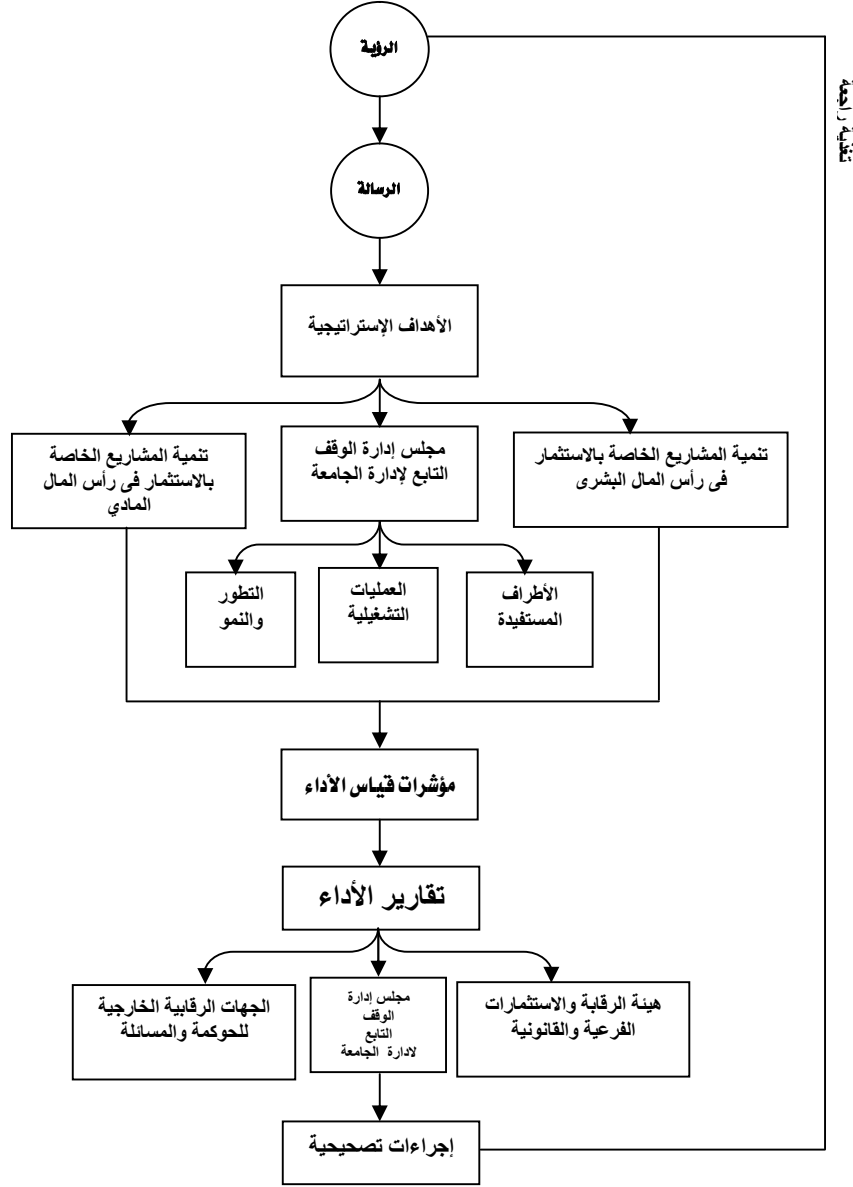 الرؤية
تغذية راجعة
الرسالة
الأهداف الإستراتيجية
تنمية المشاريع الخاصة بالاستثمار
فى رأس المال البشرى
مجلس إدارة الوقف
التابع لإدارة الجامعة
تنمية المشاريع الخاصة
بالاستثمار فى رأس المال
المادي
الأطراف
المستفيدة
العمليات
التشغيلية
التطور
والنمو
مؤشرات قياس الأداء
تقارير الأداء
هيئة الرقابة والاستثمارات
الفرعية والقانونية
مجلس إدارة
الوقف
التابع
لادارة الجامعة
الجهات الرقابية الخارجية
للحوكمة والمسائلة
إجراءات تصحيحية